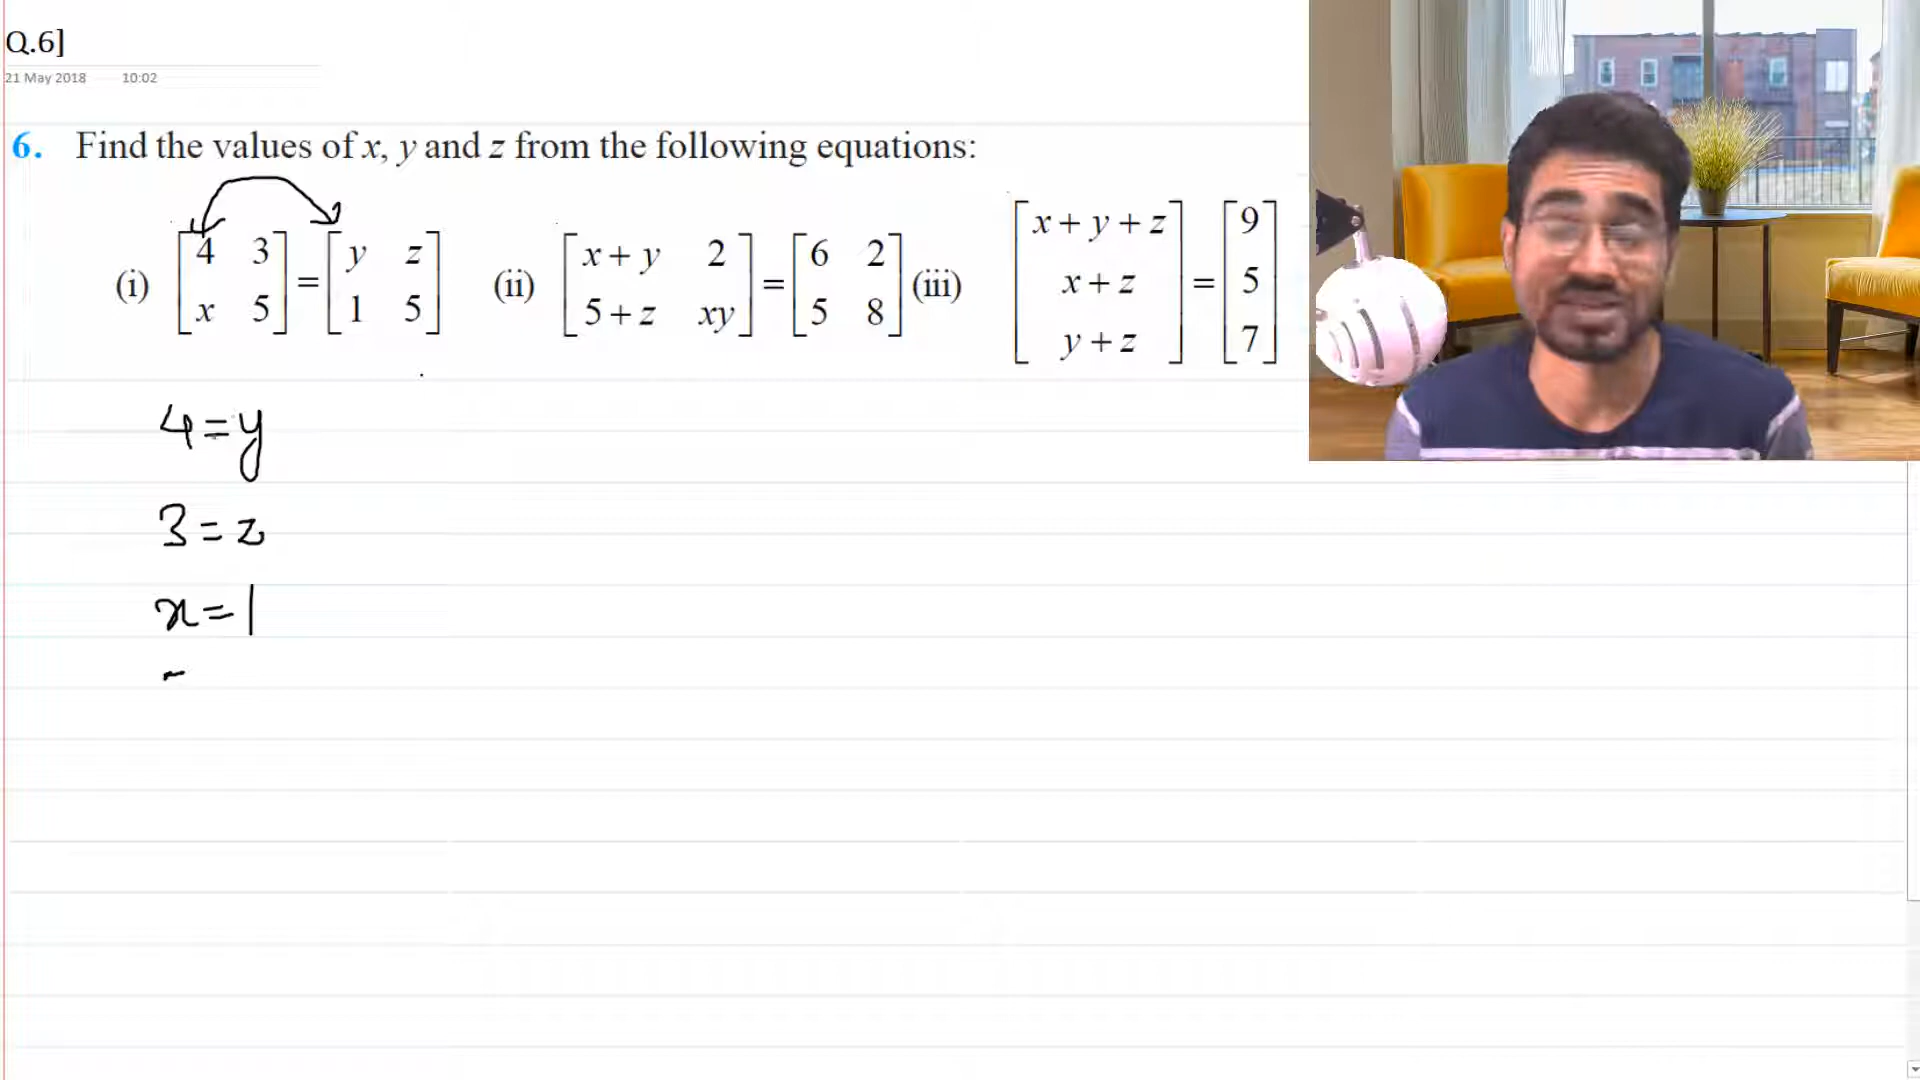 Q.6]
21 May 2018 10:02
6. Find the values of x, y and z from the following equations:
(i) [4 3; x 5] = [y z; 1 5] (ii) [x + y 2; 5 + z xy] = [6 2; 5 8] (iii) [x + y + z; x + z; y + z] = [9; 5; 7]
4 = y
3 = z
x = 1